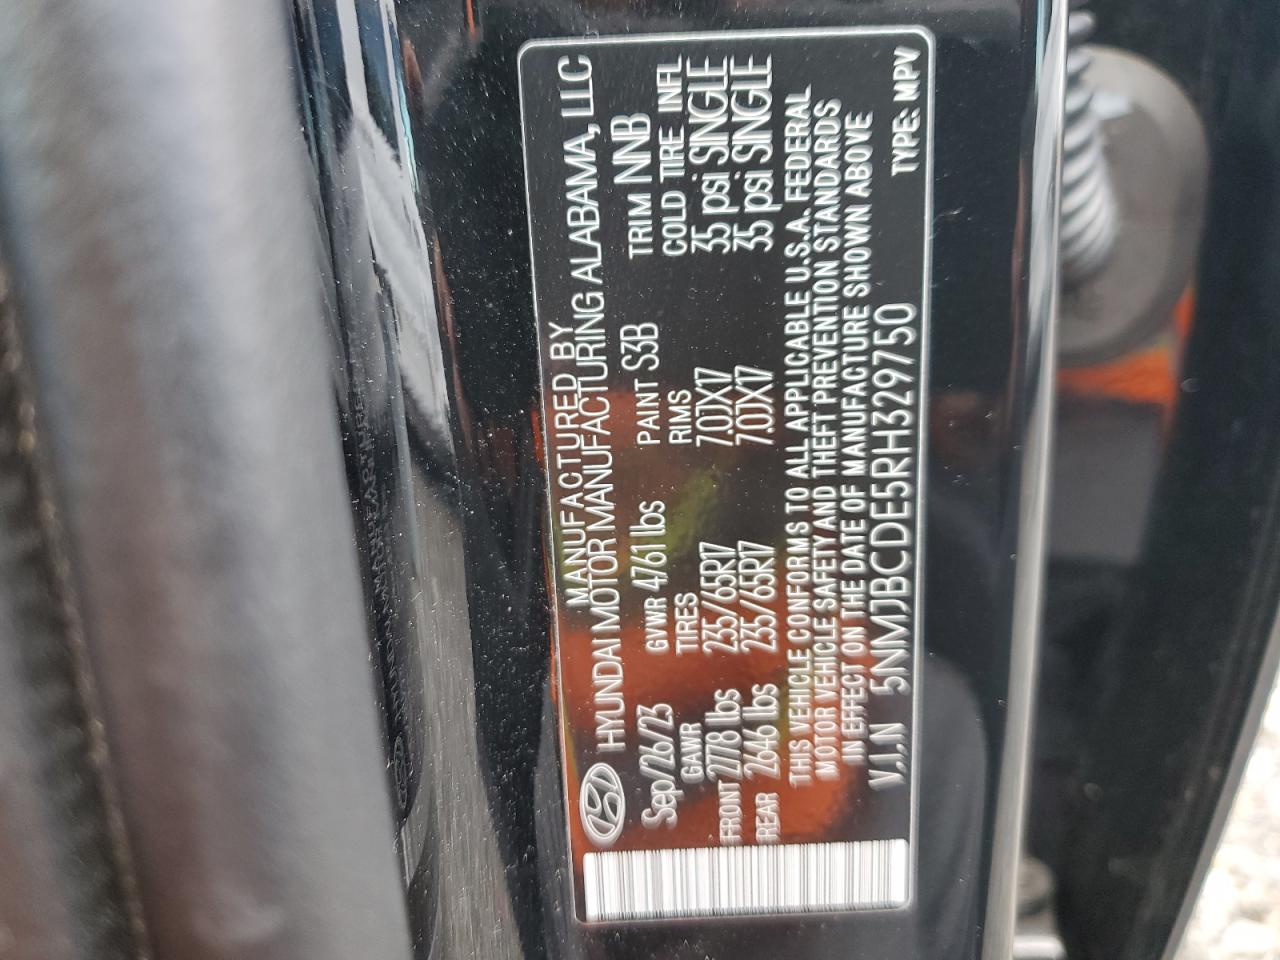 MANUFACTURED BY
HYUNDAI MOTOR MANUFACTURING ALABAMA, LLC
Sep/26/23 GVWR 4761 lbs PAINT S3B TRIM NNB
GAWR TIRES RIMS COLD TIRE INFL
FRONT 2778 lbs 235/65R17 7.0JX17 35 psi SINGLE
REAR 2646 lbs 235/65R17 7.0JX17 35 psi SINGLE
THIS VEHICLE CONFORMS TO ALL APPLICABLE U.S.A. FEDERAL
MOTOR VEHICLE SAFETY AND THEFT PREVENTION STANDARDS
IN EFFECT ON THE DATE OF MANUFACTURE SHOWN ABOVE
V.I.N 5NMJBCDE5RH329750 TYPE: MPV